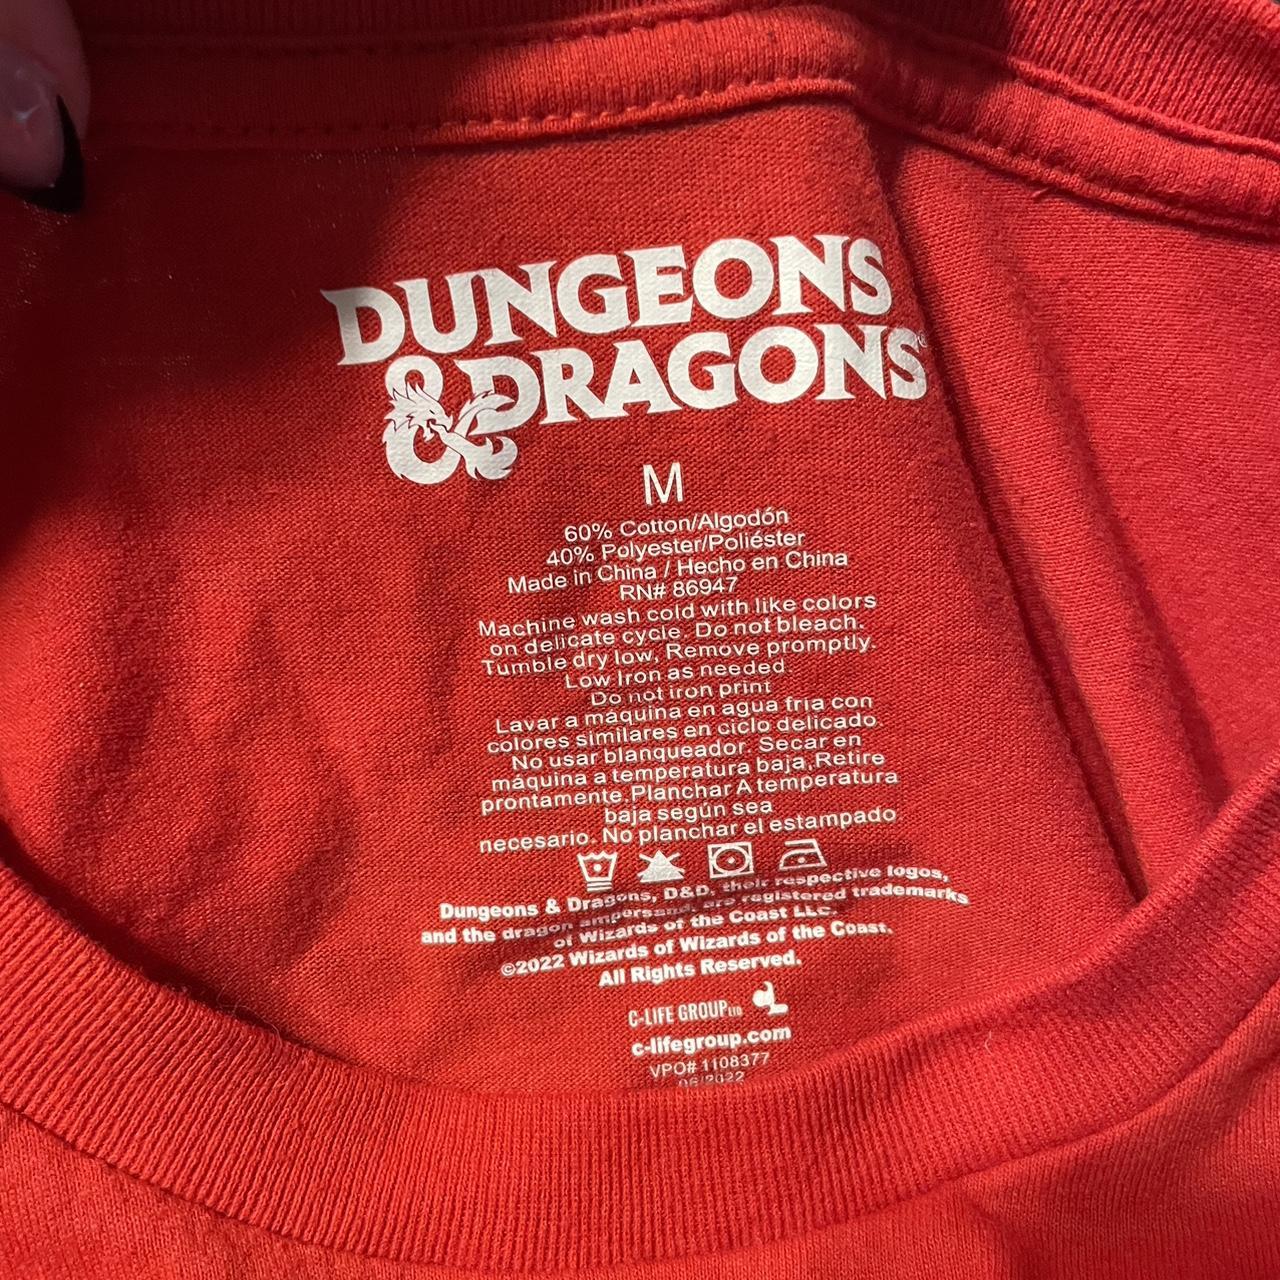 DUNGEONS
& DRAGONS®
M
60% Cotton/Algodón
40% Polyester/Poliéster
Made in China / Hecho en China
RN# 86947
Machine wash cold with like colors
on delicate cycle, Do not bleach.
Tumble dry low, Remove promptly.
Low Iron as needed.
Do not iron print
Lavar a máquina en agua fría con
colores similares en ciclo delicado.
No usar blanqueador. Secar en
máquina a temperatura baja,Retire
prontamente,Planchar A temperatura
baja según sea
necesario. No planchar el estampado
Dungeons & Dragons, D&D, their respective logos,
and the dragon ampersand, are registered trademarks
of Wizards of the Coast LLC.
©2022 Wizards of Wizards of the Coast.
All Rights Reserved.
C-LIFE GROUP LTD
c-lifegroup.com
VPO# 1108377
06/2022